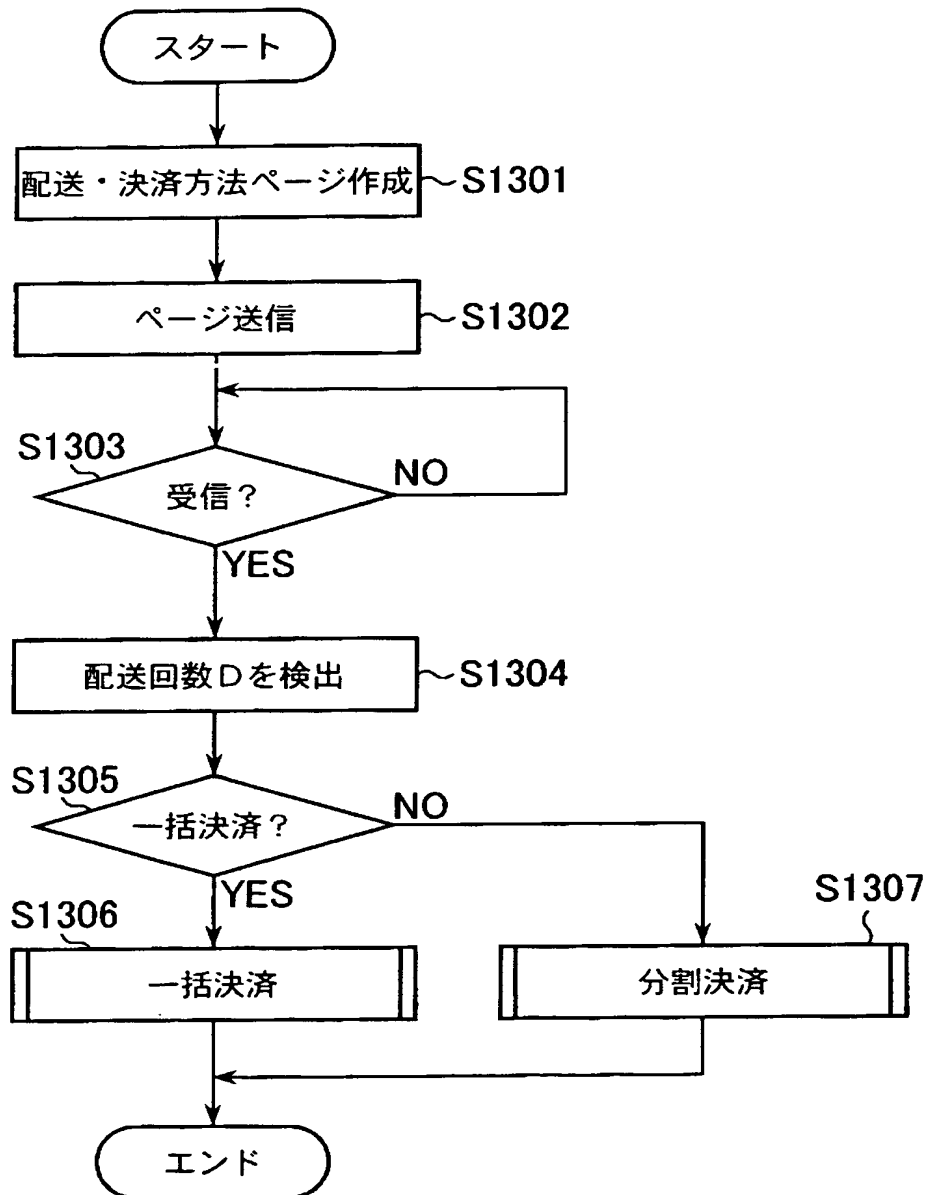 スタート
配送・決済方法ページ作成
S1301
ページ送信
S1302
S1303
受信？
NO
YES
配送回数Dを検出
S1304
S1305
一括決済？
NO
YES
S1306
一括決済
S1307
分割決済
エンド